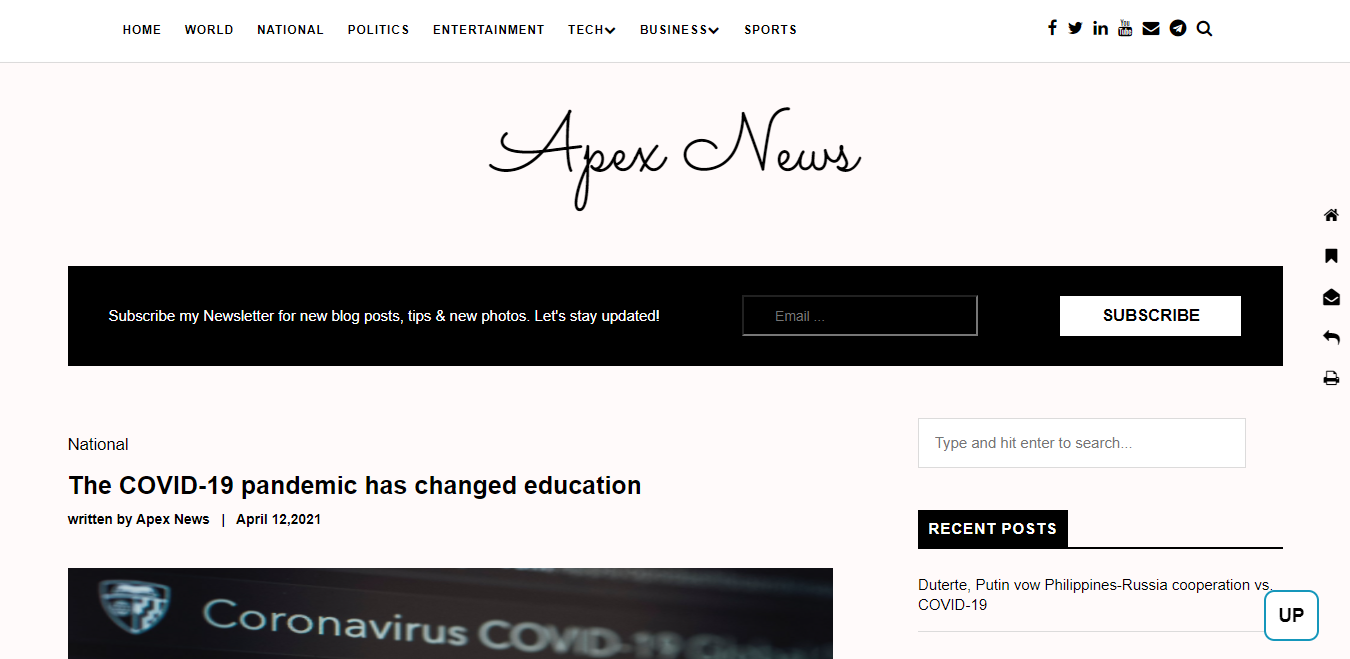 HOME WORLD NATIONAL POLITICS ENTERTAINMENT TECH BUSINESS SPORTS
You Tube
Apex News
Subscribe my Newsletter for new blog posts, tips & new photos. Let's stay updated!
Email ...
SUBSCRIBE
National
The COVID-19 pandemic has changed education
written by Apex News | April 12,2021
Coronavirus COVID-19 Global
Type and hit enter to search...
RECENT POSTS
Duterte, Putin vow Philippines-Russia cooperation vs.
COVID-19
UP